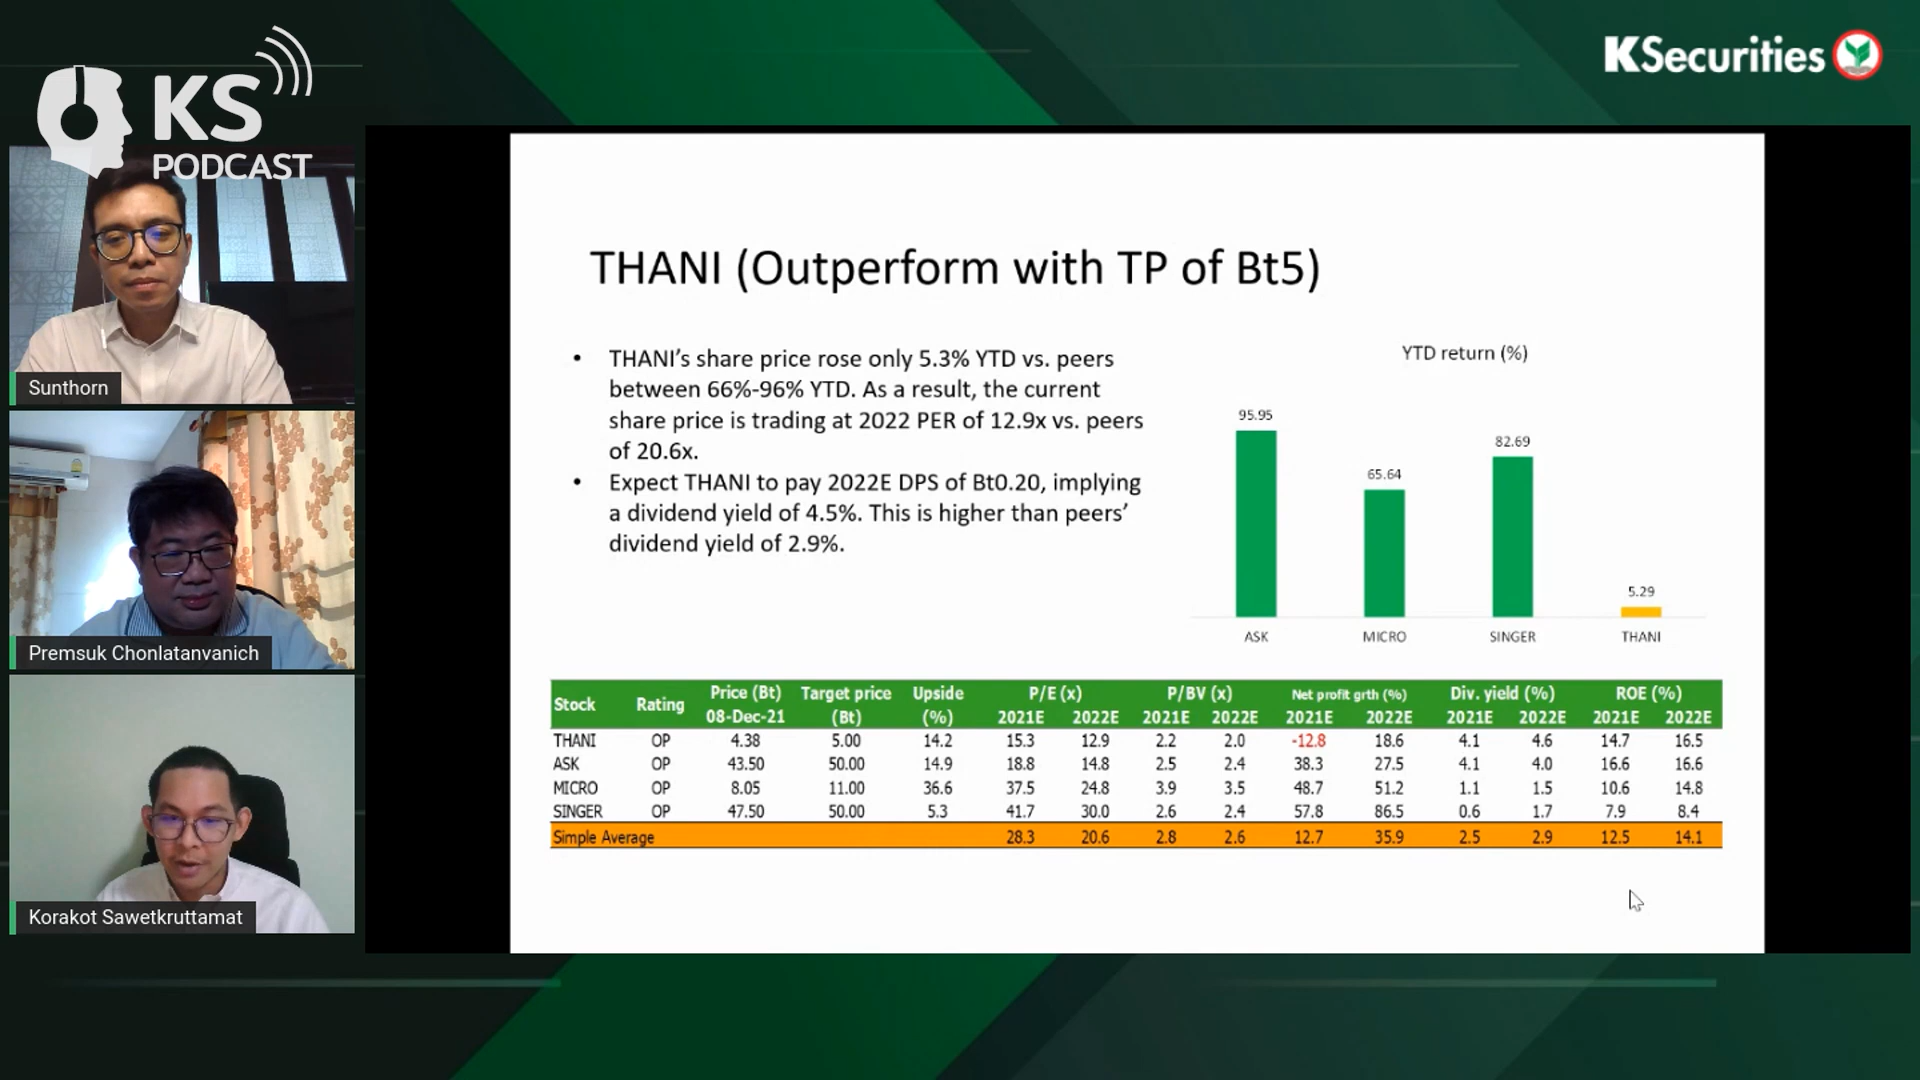 KS
PODCAST
KSecurities
Sunthorn
Premsuk Chonlatanvanich
Korakot Sawetkruttamat
THANI (Outperform with TP of Bt5)
• THANI’s share price rose only 5.3% YTD vs. peers
between 66%-96% YTD. As a result, the current
share price is trading at 2022 PER of 12.9x vs. peers
of 20.6x.
• Expect THANI to pay 2022E DPS of Bt0.20, implying
a dividend yield of 4.5%. This is higher than peers’
dividend yield of 2.9%.
YTD return (%)
95.95
65.64
82.69
5.29
ASK MICRO SINGER THANI
Stock Rating Price (Bt) Target price Upside P/E (x) P/BV (x) Net profit grth (%) Div. yield (%) ROE (%)
08-Dec-21 (Bt) (%) 2021E 2022E 2021E 2022E 2021E 2022E 2021E 2022E 2021E 2022E
THANI OP 4.38 5.00 14.2 15.3 12.9 2.2 2.0 -12.8 18.6 4.1 4.6 14.7 16.5
ASK OP 43.50 50.00 14.9 18.8 14.8 2.5 2.4 38.3 27.5 4.1 4.0 16.6 16.6
MICRO OP 8.05 11.00 36.6 37.5 24.8 3.9 3.5 48.7 51.2 1.1 1.5 10.6 14.8
SINGER OP 47.50 50.00 5.3 41.7 30.0 2.6 2.4 57.8 86.5 0.6 1.7 7.9 8.4
Simple Average 28.3 20.6 2.8 2.6 12.7 35.9 2.5 2.9 12.5 14.1